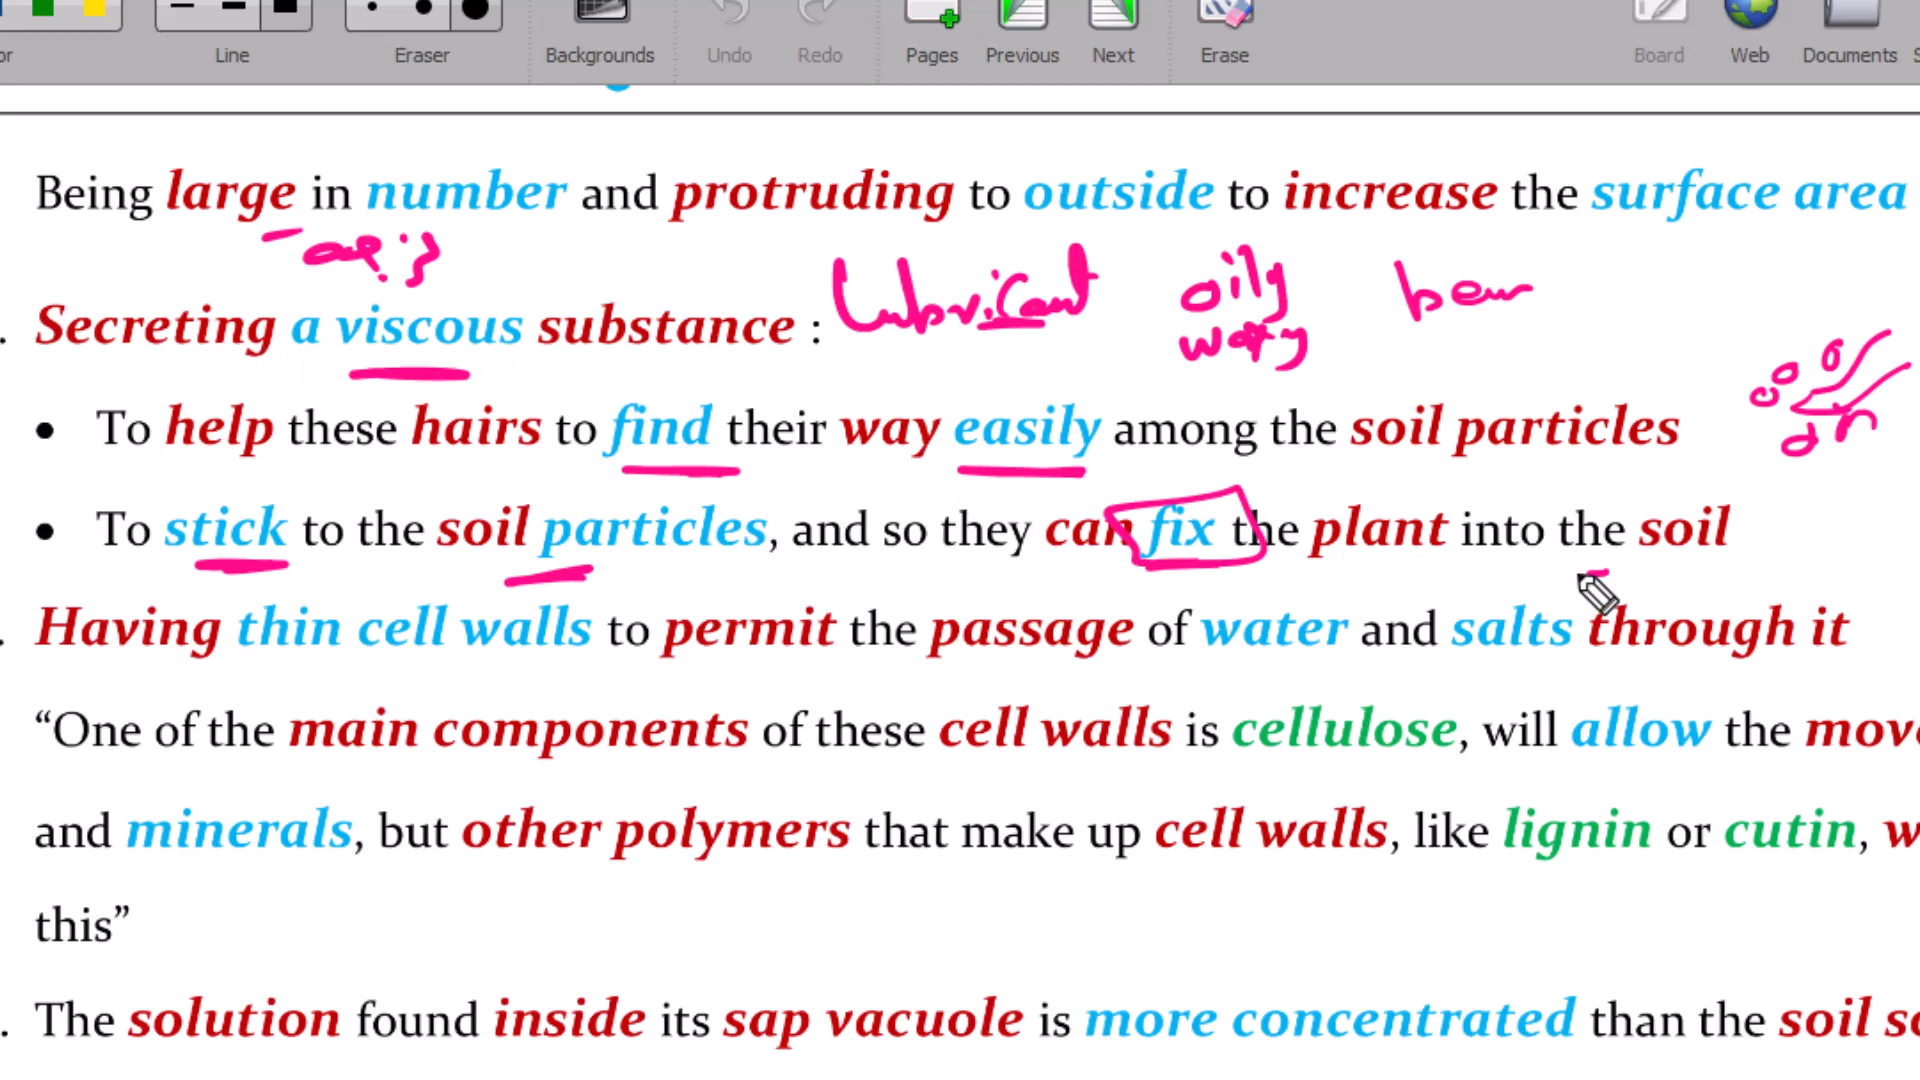 or Line Eraser Backgrounds Undo Redo Pages Previous Next Erase Board Web Documents S
Being large in number and protruding to outside to increase the surface area
Lubricant oily
. Secreting a viscous substance :
waxy
• To help these hairs to find their way easily among the soil particles
• To stick to the soil particles, and so they can fix the plant into the soil
. Having thin cell walls to permit the passage of water and salts through it
“One of the main components of these cell walls is cellulose, will allow the move
and minerals, but other polymers that make up cell walls, like lignin or cutin, w
this”
. The solution found inside its sap vacuole is more concentrated than the soil so